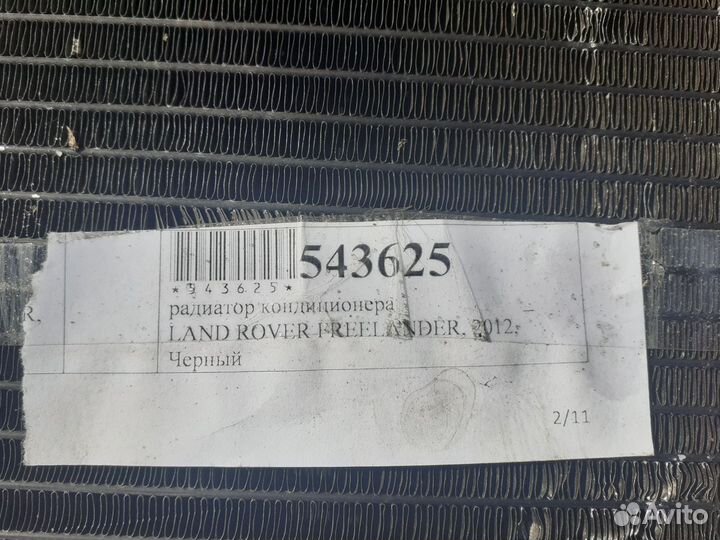 543625
*543625*
радиатор кондиционера
LAND ROVER FREELANDER, 2012,
Черный
R,
2/11
Avito